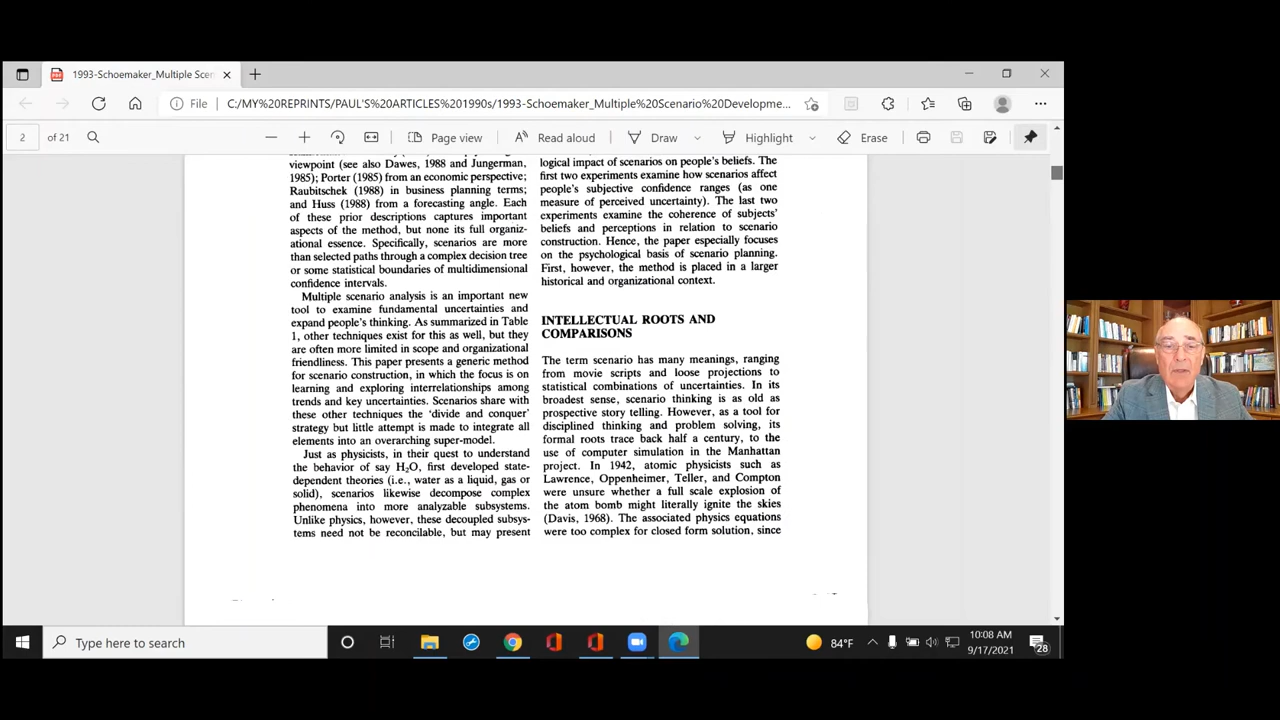 1993-Schoemaker_Multiple Scen
File C:/MY%20REPRINTS/PAUL'S%20ARTICLES%201990s/1993-Schoemaker_Multiple%20Scenario%20Developme...
2 of 21
Page view
Read aloud
Draw
Highlight
Erase
viewpoint (see also Dawes, 1988 and Jungerman,
1985); Porter (1985) from an economic perspective;
Raubitschek (1988) in business planning terms;
and Huss (1988) from a forecasting angle. Each
of these prior descriptions captures important
aspects of the method, but none its full organiz-
ational essence. Specifically, scenarios are more
than selected paths through a complex decision tree
or some statistical boundaries of multidimensional
confidence intervals.
Multiple scenario analysis is an important new
tool to examine fundamental uncertainties and
expand people's thinking. As summarized in Table
1, other techniques exist for this as well, but they
are often more limited in scope and organizational
friendliness. This paper presents a generic method
for scenario construction, in which the focus is on
learning and exploring interrelationships among
trends and key uncertainties. Scenarios share with
these other techniques the 'divide and conquer'
strategy but little attempt is made to integrate all
elements into an overarching super-model.
Just as physicists, in their quest to understand
the behavior of say H₂O, first developed state-
dependent theories (i.e., water as a liquid, gas or
solid), scenarios likewise decompose complex
phenomena into more analyzable subsystems.
Unlike physics, however, these decoupled subsys-
tems need not be reconcilable, but may present
logical impact of scenarios on people's beliefs. The
first two experiments examine how scenarios affect
people's subjective confidence ranges (as one
measure of perceived uncertainty). The last two
experiments examine the coherence of subjects'
beliefs and perceptions in relation to scenario
construction. Hence, the paper especially focuses
on the psychological basis of scenario planning.
First, however, the method is placed in a larger
historical and organizational context.
INTELLECTUAL ROOTS AND
COMPARISONS
The term scenario has many meanings, ranging
from movie scripts and loose projections to
statistical combinations of uncertainties. In its
broadest sense, scenario thinking is as old as
prospective story telling. However, as a tool for
disciplined thinking and problem solving, its
formal roots trace back half a century, to the
use of computer simulation in the Manhattan
project. In 1942, atomic physicists such as
Lawrence, Oppenheimer, Teller, and Compton
were unsure whether a full scale explosion of
the atom bomb might literally ignite the skies
(Davis, 1968). The associated physics equations
were too complex for closed form solution, since
Type here to search
84°F
10:08 AM
9/17/2021
28